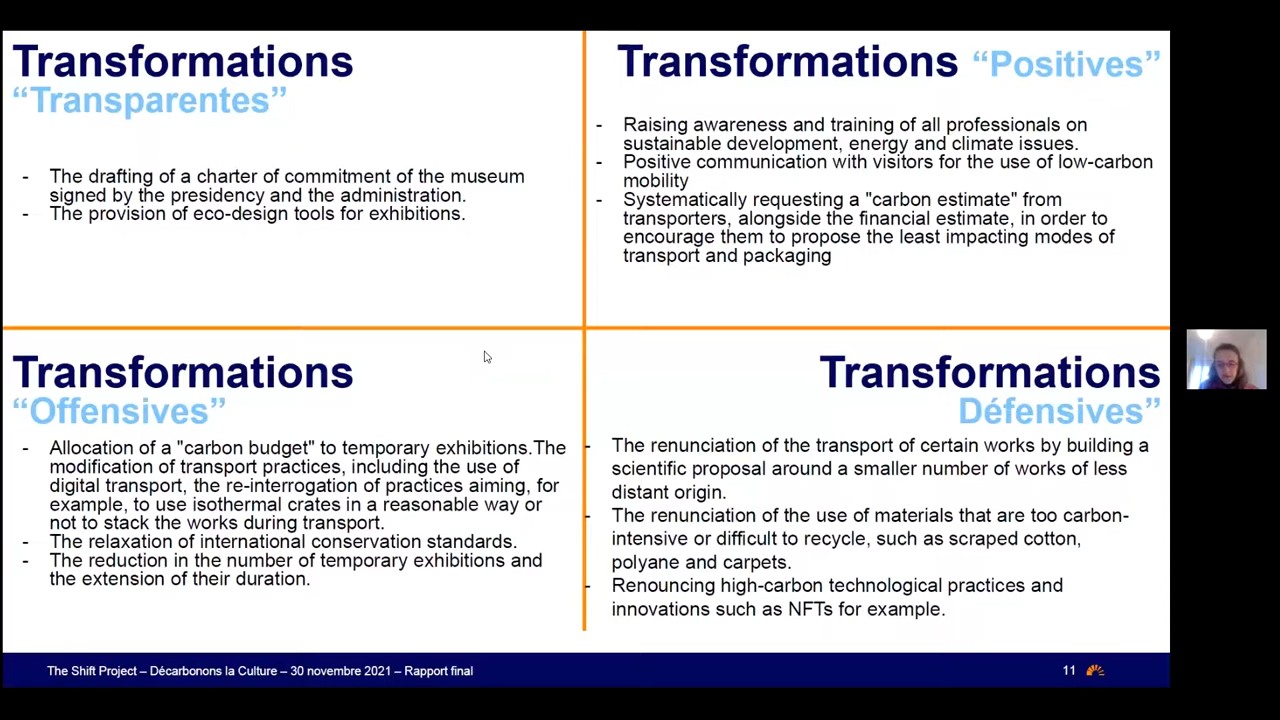 Transformations
“Transparentes”
- The drafting of a charter of commitment of the museum
signed by the presidency and the administration.
- The provision of eco-design tools for exhibitions.
Transformations “Positives”
- Raising awareness and training of all professionals on
sustainable development, energy and climate issues.
- Positive communication with visitors for the use of low-carbon
mobility
- Systematically requesting a "carbon estimate" from
transporters, alongside the financial estimate, in order to
encourage them to propose the least impacting modes of
transport and packaging
Transformations
“Offensives”
- Allocation of a "carbon budget" to temporary exhibitions.The
modification of transport practices, including the use of
digital transport, the re-interrogation of practices aiming, for
example, to use isothermal crates in a reasonable way or
not to stack the works during transport.
- The relaxation of international conservation standards.
- The reduction in the number of temporary exhibitions and
the extension of their duration.
Transformations
Défensives”
- The renunciation of the transport of certain works by building a
scientific proposal around a smaller number of works of less
distant origin.
- The renunciation of the use of materials that are too carbon-
intensive or difficult to recycle, such as scraped cotton,
polyane and carpets.
- Renouncing high-carbon technological practices and
innovations such as NFTs for example.
The Shift Project – Décarbonons la Culture – 30 novembre 2021 – Rapport final
11